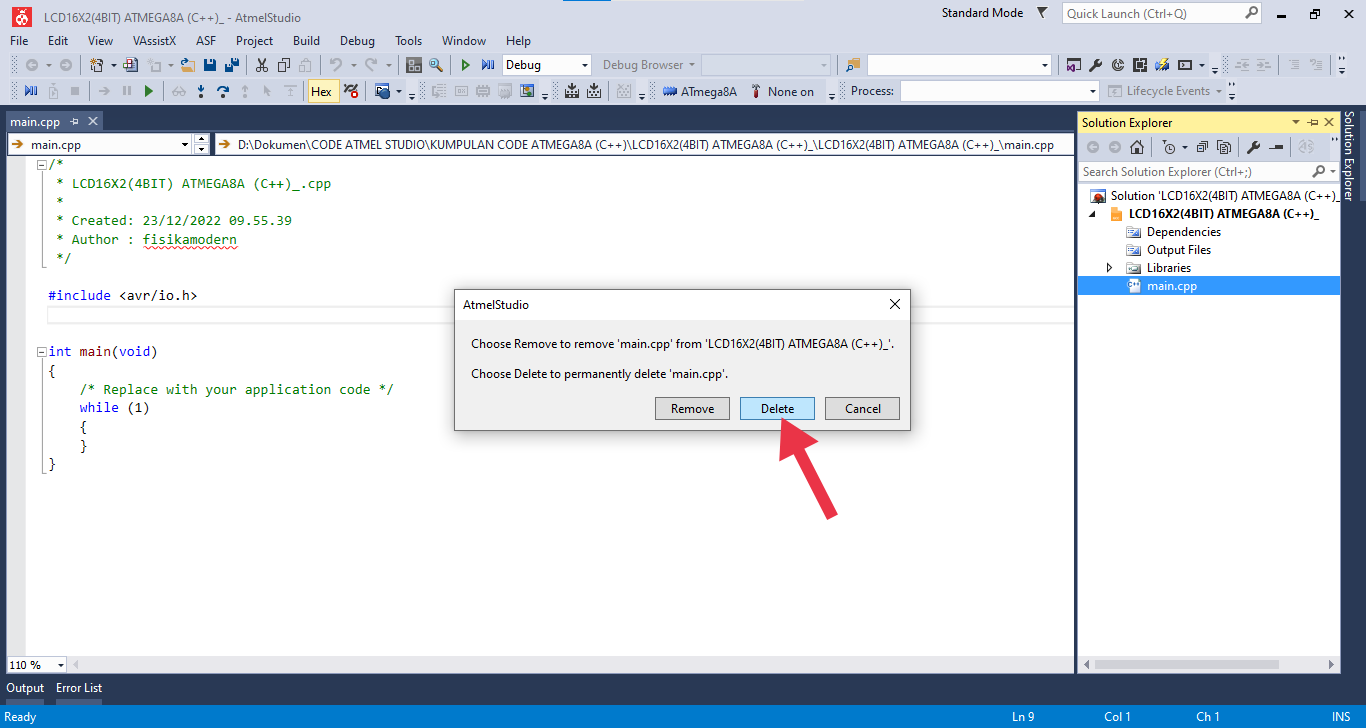 LCD16X2(4BIT) ATMEGA8A (C++)_ - AtmelStudio
Standard Mode
Quick Launch (Ctrl+Q)
File Edit View VAssistX ASF Project Build Debug Tools Window Help
Debug
Debug Browser
Hex
ATmega8A
None on
Process:
Lifecycle Events
main.cpp
main.cpp
D:\Dokumen\CODE ATMEL STUDIO\KUMPULAN CODE ATMEGA8A (C++)\LCD16X2(4BIT) ATMEGA8A (C++)_\LCD16X2(4BIT) ATMEGA8A (C++)_\main.cpp
/*
* LCD16X2(4BIT) ATMEGA8A (C++)_.cpp
*
* Created: 23/12/2022 09.55.39
* Author : fisikamodern
*/
#include <avr/io.h>
int main(void)
{
/* Replace with your application code */
while (1)
{
}
}
AtmelStudio
Choose Remove to remove 'main.cpp' from 'LCD16X2(4BIT) ATMEGA8A (C++)_'.
Choose Delete to permanently delete 'main.cpp'.
Remove
Delete
Cancel
Solution Explorer
Search Solution Explorer (Ctrl+;)
Solution 'LCD16X2(4BIT) ATMEGA8A (C++)_
LCD16X2(4BIT) ATMEGA8A (C++)_
Dependencies
Output Files
Libraries
main.cpp
Solution Explorer
110 %
Output
Error List
Ready
Ln 9
Col 1
Ch 1
INS